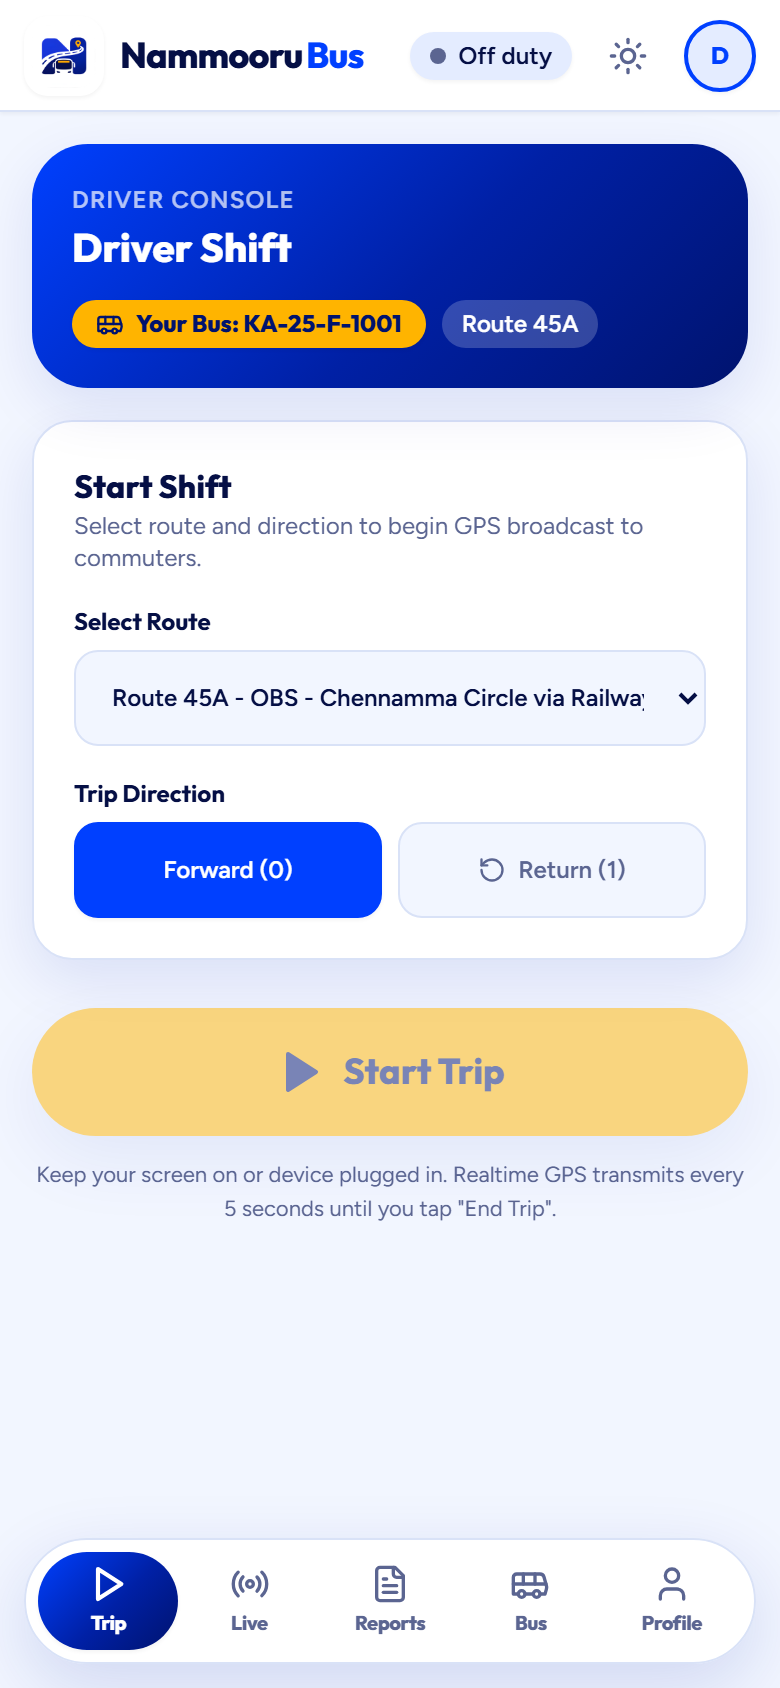 Nammooru Bus
Off duty
D
DRIVER CONSOLE
Driver Shift
Your Bus: KA-25-F-1001
Route 45A
Start Shift
Select route and direction to begin GPS broadcast to
commuters.
Select Route
Route 45A - OBS - Chennamma Circle via Railway
Trip Direction
Forward (0)
Return (1)
Start Trip
Keep your screen on or device plugged in. Realtime GPS transmits every
5 seconds until you tap "End Trip".
Trip
Live
Reports
Bus
Profile